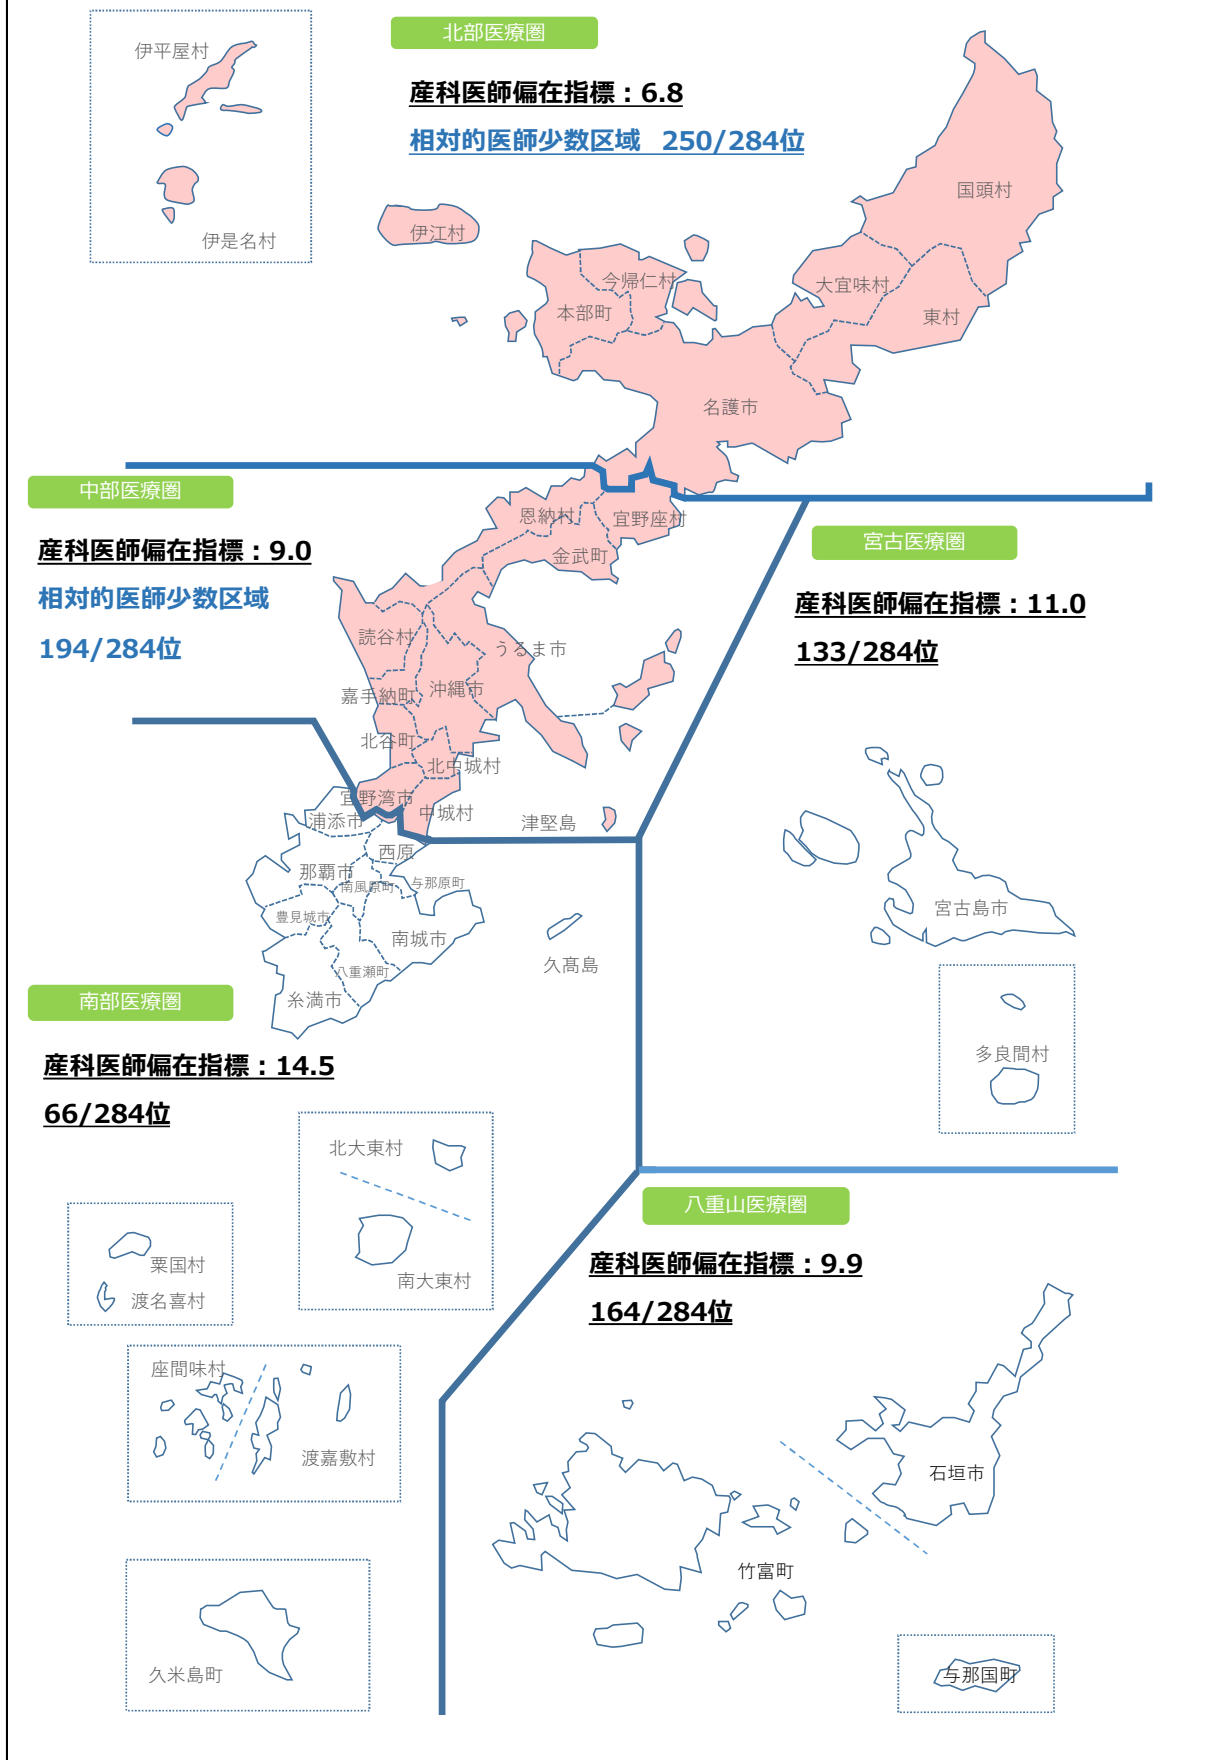 伊平屋村
伊是名村
北部医療圏
産科医師偏在指標：6.8
相対的医師少数区域 250/284位
国頭村
伊江村
今帰仁村
大宜味村
本部町
東村
名護市
中部医療圏
産科医師偏在指標：9.0
相対的医師少数区域
194/284位
恩納村
宜野座村
金武町
読谷村
うるま市
嘉手納町
沖縄市
北谷町
北中城村
宜野湾市
中城村
津堅島
宮古医療圏
産科医師偏在指標：11.0
133/284位
宮古島市
多良間村
浦添市
西原
那覇市
南風原町
与那原町
豊見城市
南城市
八重瀬町
糸満市
久髙島
南部医療圏
産科医師偏在指標：14.5
66/284位
北大東村
南大東村
粟国村
渡名喜村
座間味村
渡嘉敷村
久米島町
八重山医療圏
産科医師偏在指標：9.9
164/284位
石垣市
竹富町
与那国町